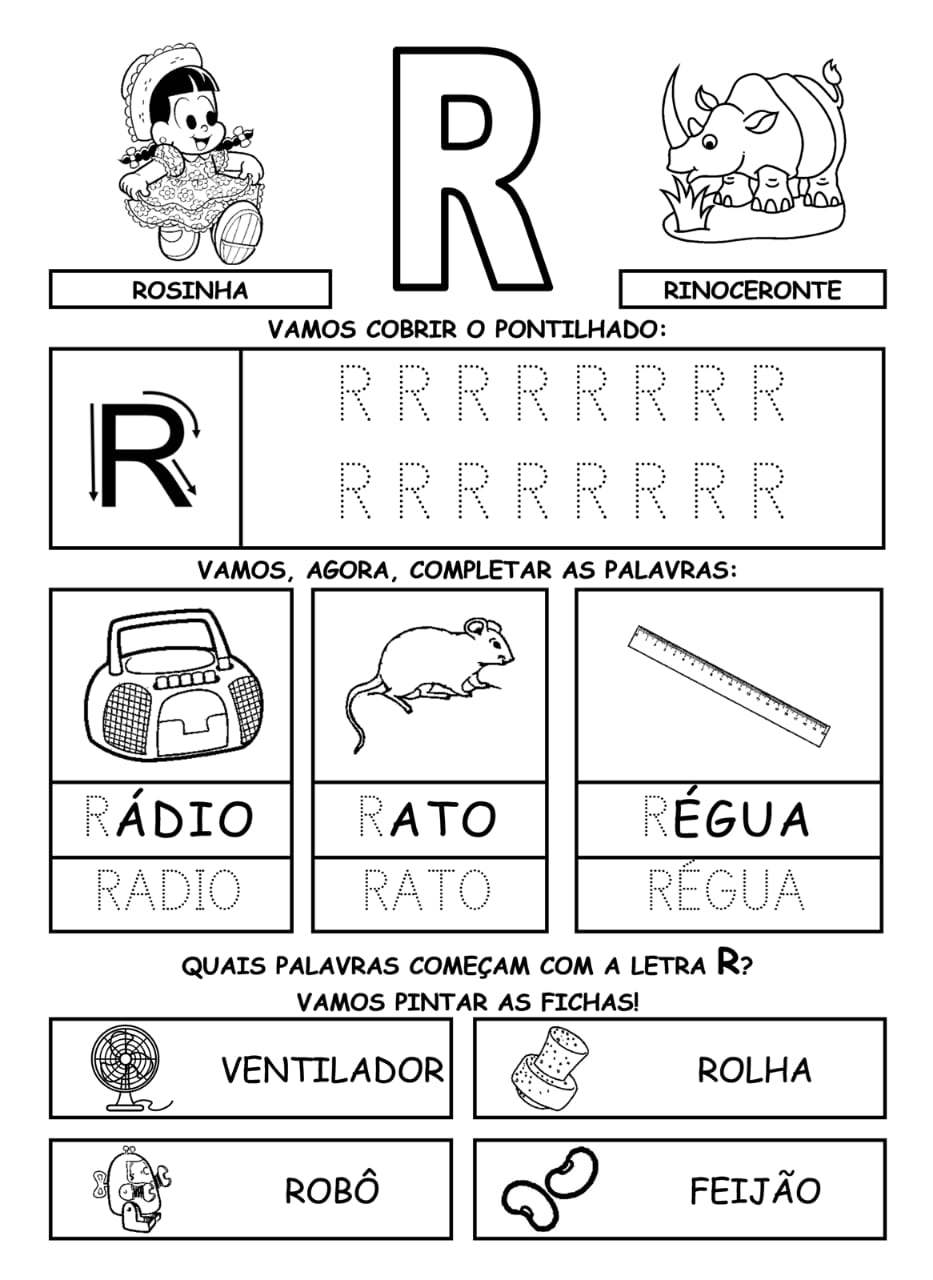 R
ROSINHA
RINOCERONTE
VAMOS COBRIR O PONTILHADO:
R
R R R R R R R R
R R R R R R R R
VAMOS, AGORA, COMPLETAR AS PALAVRAS:
RÁDIO
RATO
RÉGUA
RADIO
RATO
RÉGUA
QUAIS PALAVRAS COMEÇAM COM A LETRA R?
VAMOS PINTAR AS FICHAS!
VENTILADOR
ROLHA
ROBÔ
FEIJÃO